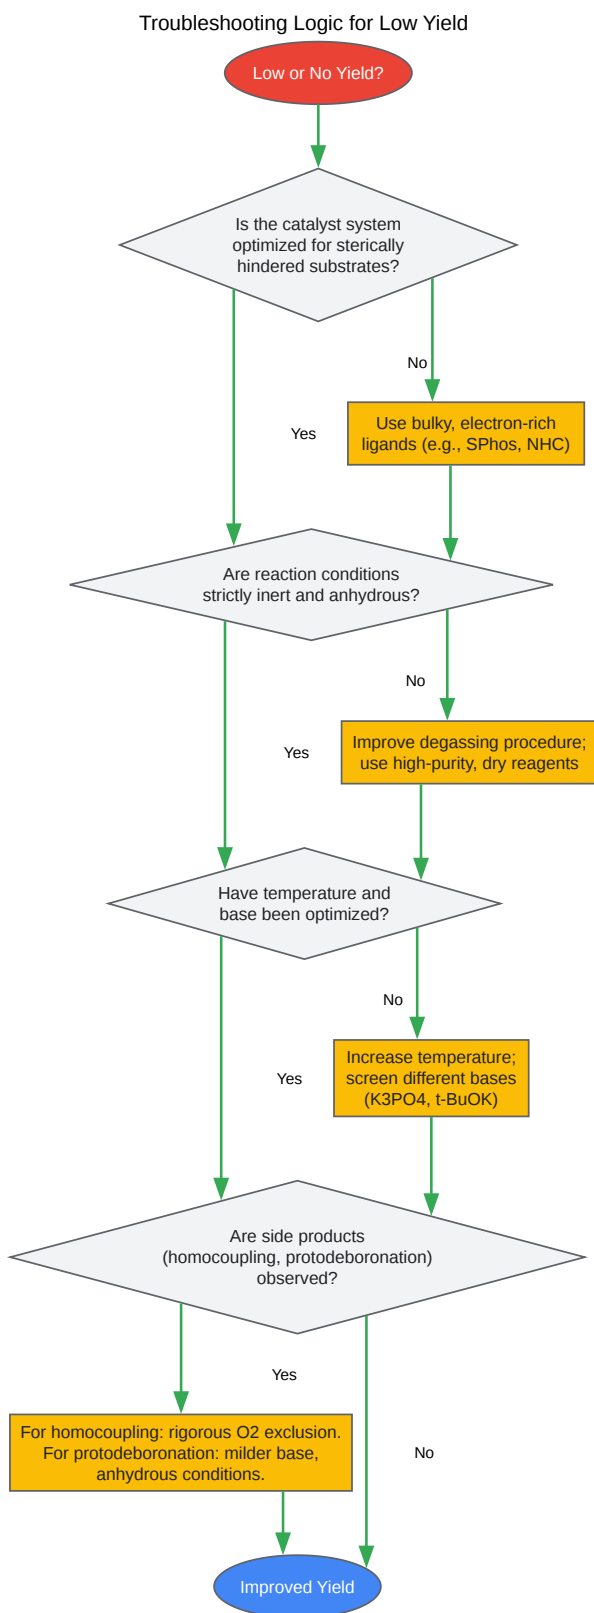 Troubleshooting Logic for Low Yield
Low or No Yield?
Is the catalyst system
optimized for sterically
hindered substrates?
No
Yes
Use bulky, electron-rich
ligands (e.g., SPhos, NHC)
Are reaction conditions
strictly inert and anhydrous?
No
Yes
Improve degassing procedure;
use high-purity, dry reagents
Have temperature and
base been optimized?
No
Yes
Increase temperature;
screen different bases
(K3PO4, t-BuOK)
Are side products
(homocoupling, protodeboronation)
observed?
Yes
No
For homocoupling: rigorous O2 exclusion.
For protodeboronation: milder base,
anhydrous conditions.
Improved Yield